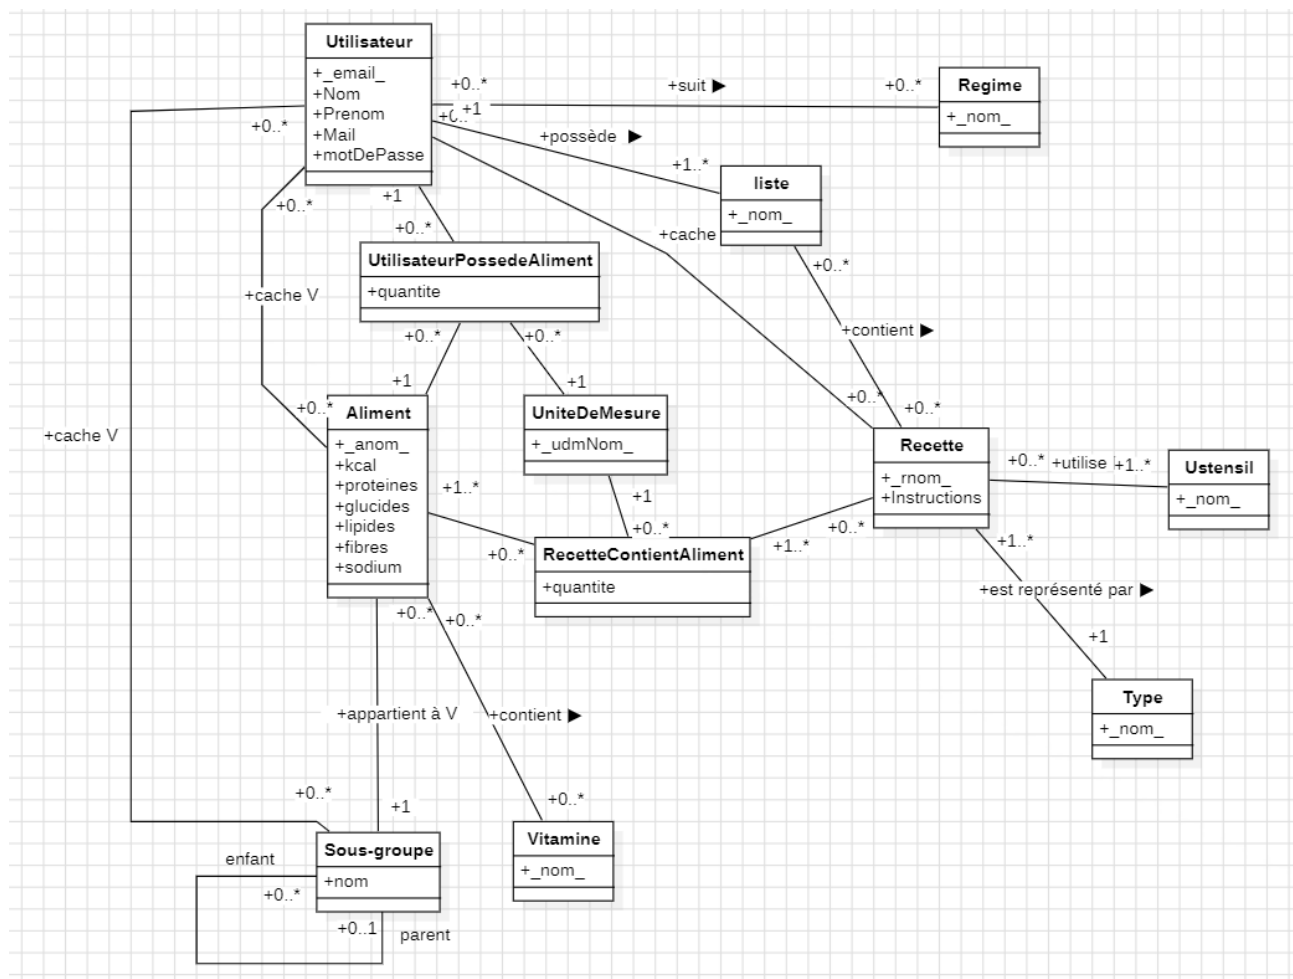 Utilisateur
+_email_
+Nom
+Prenom
+Mail
+motDePasse
+0..*
+suit ▶
+0..*
Regime
+_nom_
+1
+possède ▶
+1..*
liste
+_nom_
+0..*
+0..*
+1
+0..*
+cache
+0..*
UtilisateurPossedeAliment
+quantite
+cache V
+contient ▶
+0..*
+0..*
+1
+1
+0..*
+0..*
+0..*
Aliment
+_anom_
+kcal
+proteines
+glucides
+lipides
+fibres
+sodium
UniteDeMesure
+_udmNom_
+cache V
Recette
+_rnom_
+Instructions
+0..*
+utilise
+1..*
Ustensil
+_nom_
+1..*
+1
+0..*
+0..*
+1..*
+0..*
RecetteContientAliment
+quantite
+1..*
+est représenté par ▶
+0..*
+0..*
+1
Type
+_nom_
+appartient à V
+contient ▶
+0..*
+1
+0..*
Sous-groupe
+nom
Vitamine
+_nom_
enfant
+0..*
+0..1
parent